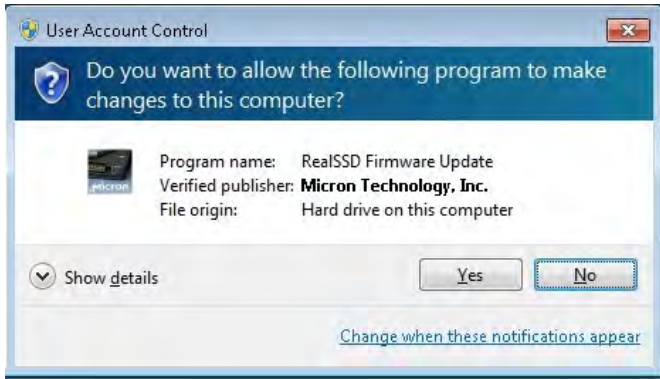 User Account Control
Do you want to allow the following program to make
changes to this computer?
Micron
Program name: RealSSD Firmware Update
Verified publisher: Micron Technology, Inc.
File origin: Hard drive on this computer
Show details
Yes
No
Change when these notifications appear